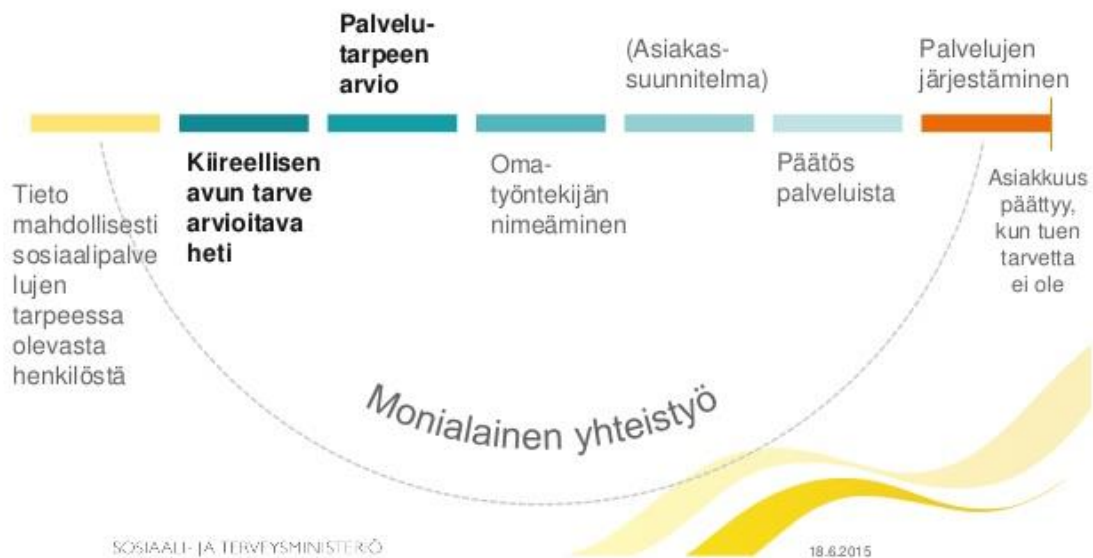 Tieto
mahdollisesti
sosiaalipalve
lujen
tarpeessa
olevasta
henkilöstä
Kiireellisen
avun tarve
arvioitava
heti
Palvelu-
tarpeen
arvio
Oma-
työntekijän
nimeäminen
(Asiakas-
suunnitelma)
Päätös
palveluista
Palvelujen
järjestäminen
Asiakkuus
päättyy,
kun tuen
tarvetta
ei ole
Monialainen yhteistyö
SOSIAALI- JA TERVEYSMINISTERIÖ
18.6.2015